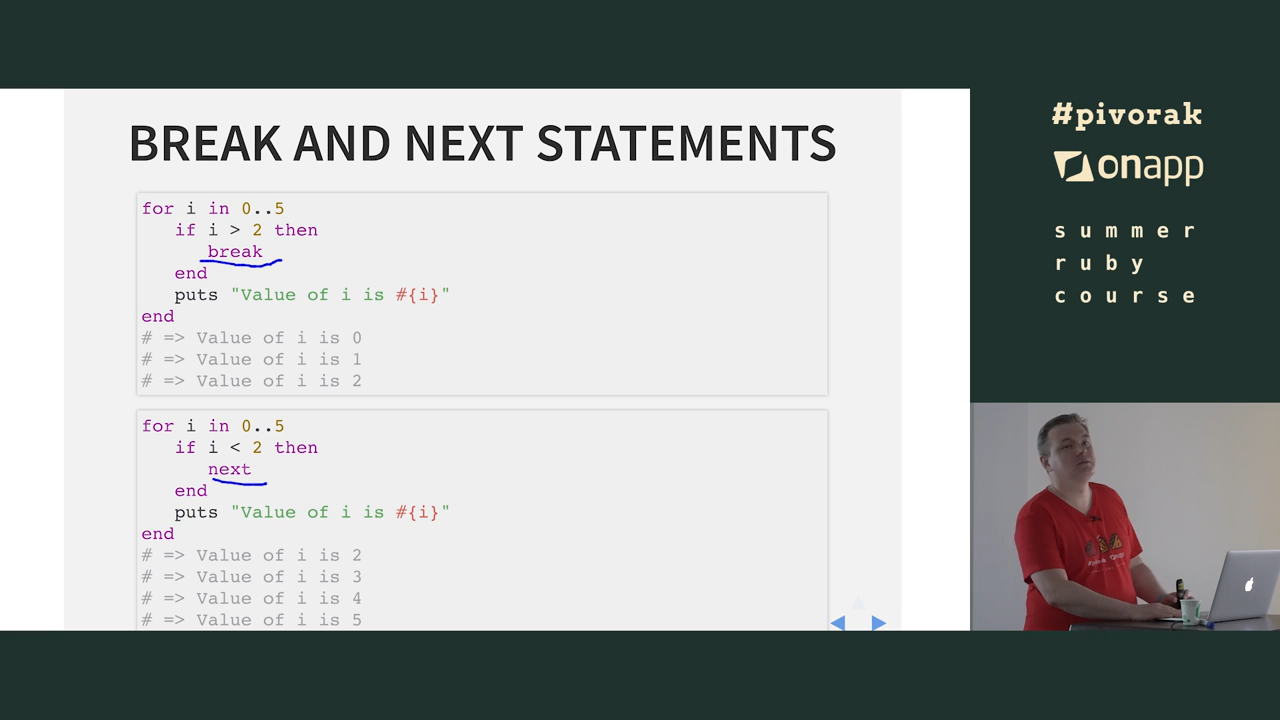 BREAK AND NEXT STATEMENTS
for i in 0..5
   if i > 2 then
      break
   end
   puts "Value of i is #{i}"
end
# => Value of i is 0
# => Value of i is 1
# => Value of i is 2
for i in 0..5
   if i < 2 then
      next
   end
   puts "Value of i is #{i}"
end
# => Value of i is 2
# => Value of i is 3
# => Value of i is 4
# => Value of i is 5
#pivorak
onapp
summer
ruby
course